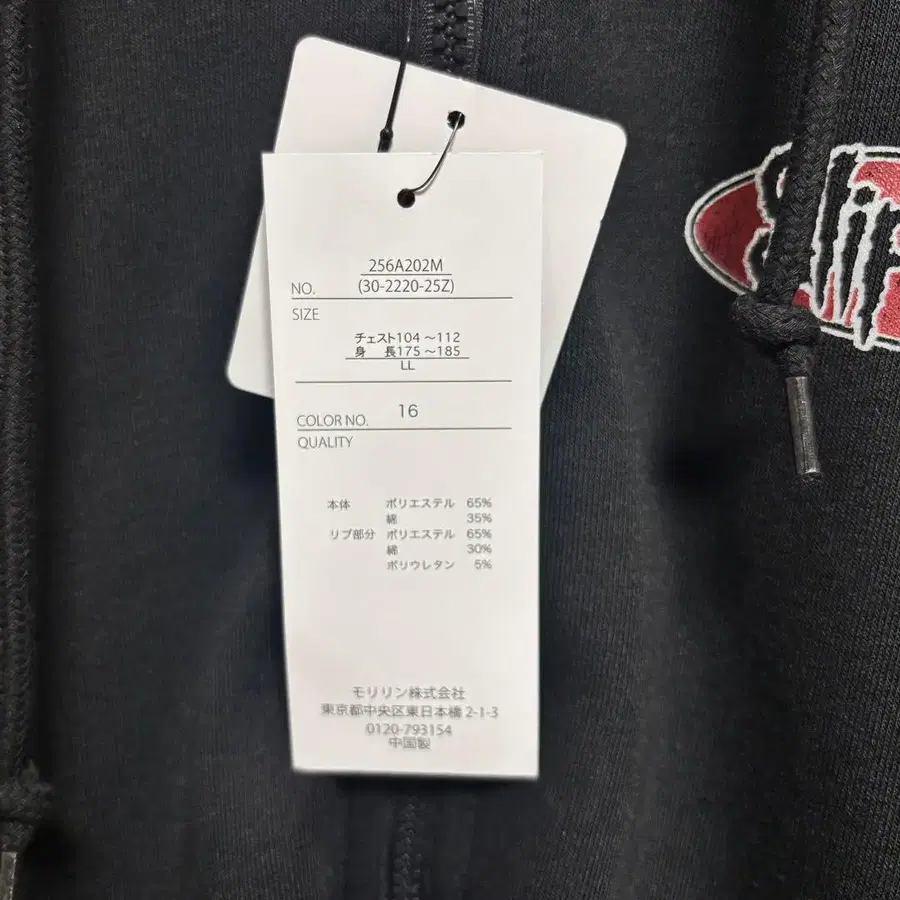 256A202M
NO. (30-2220-25Z)
SIZE
チェスト104～112
身 長175～185
LL
COLOR NO. 16
QUALITY
本体 ポリエステル 65%
綿 35%
リブ部分 ポリエステル 65%
綿 30%
ポリウレタン 5%
モリリン株式会社
東京都中央区東日本橋 2-1-3
0120-793154
中国製